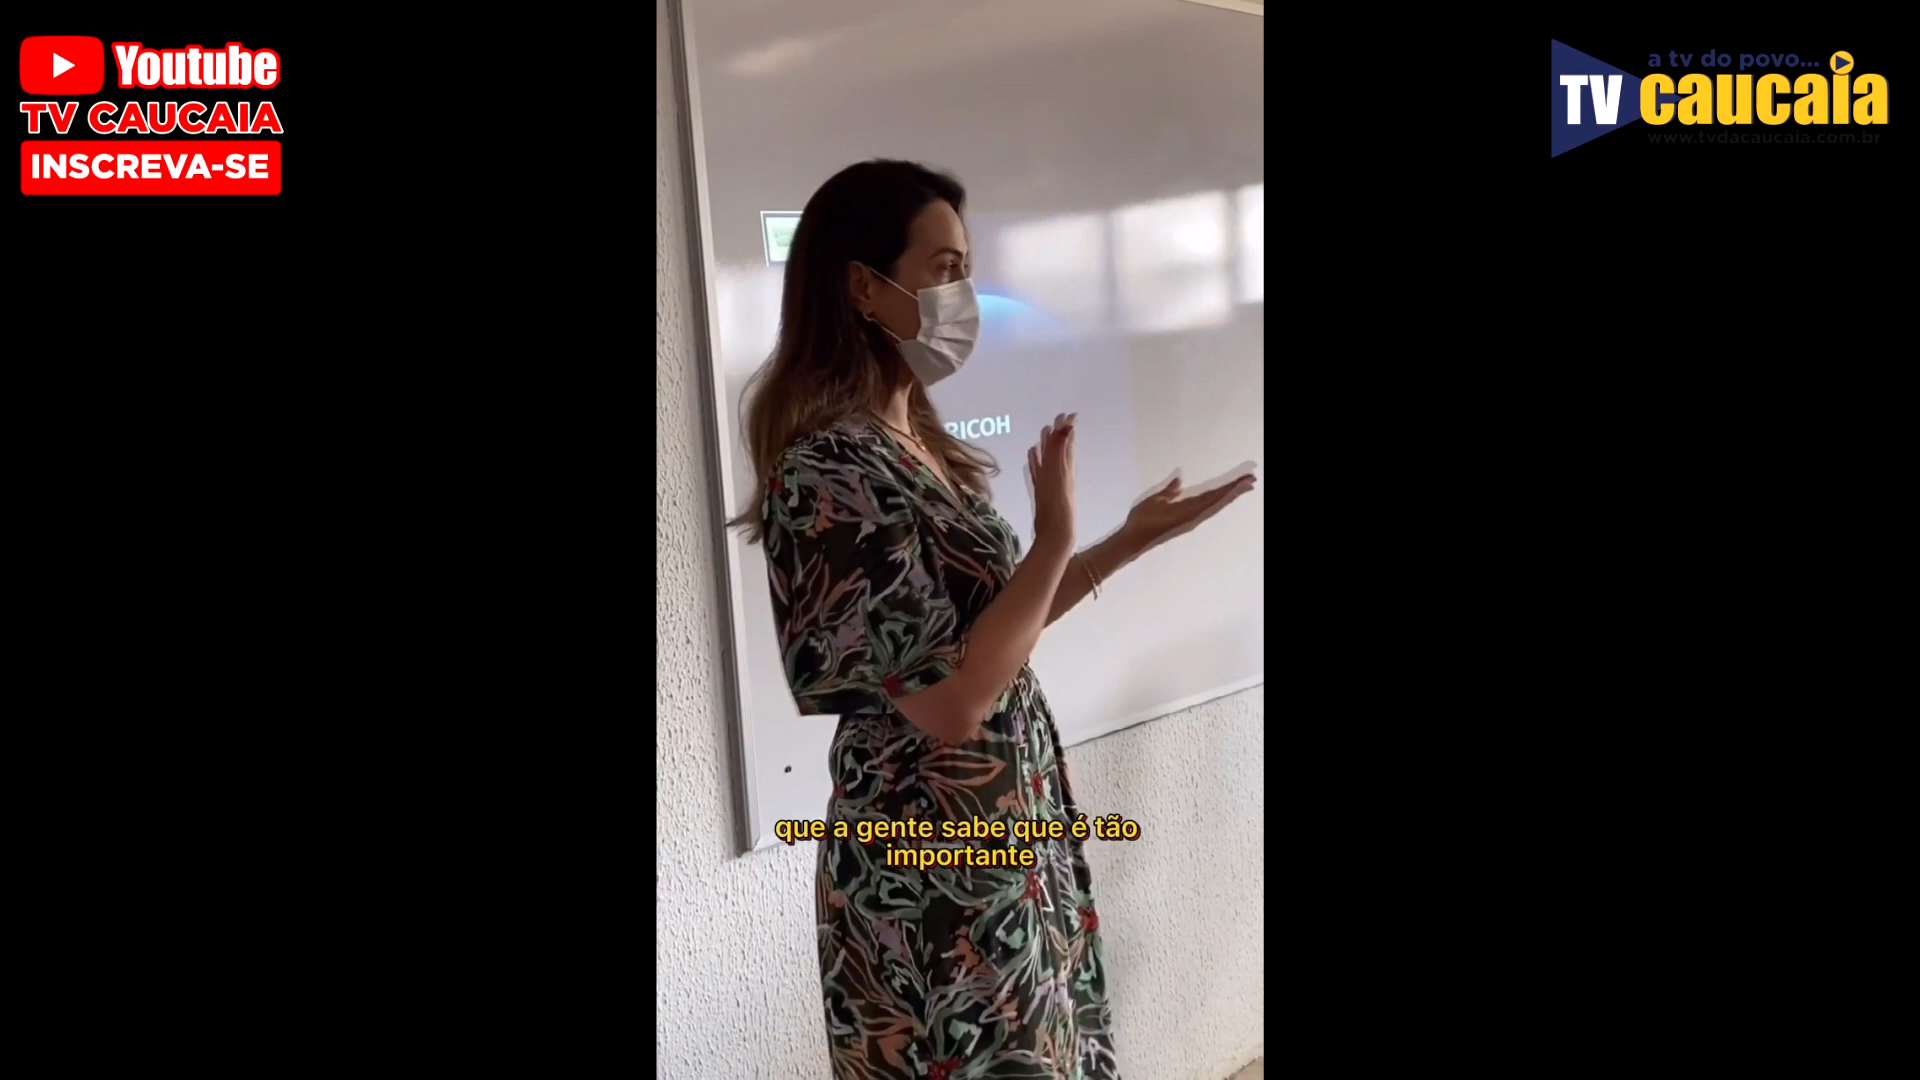 Youtube
TV CAUCAIA
INSCREVA-SE
a tv do povo...
TV caucaia
www.tvdacaucaia.com.br
RICOH
que a gente sabe que é tão
importante